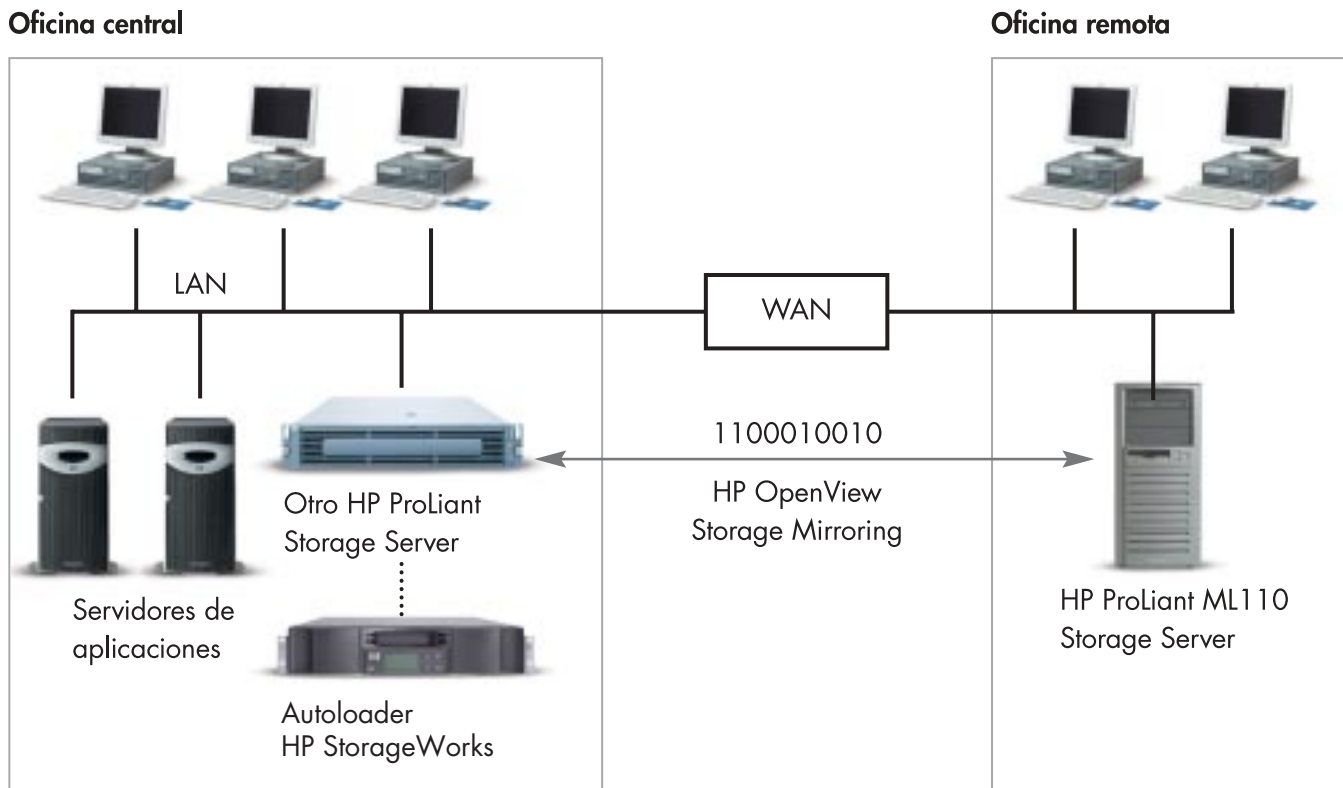 Oficina central
Oficina remota
LAN
WAN
1100010010
HP OpenView
Storage Mirroring
Otro HP ProLiant
Storage Server
Servidores de
aplicaciones
Autoloader
HP StorageWorks
HP ProLiant ML110
Storage Server